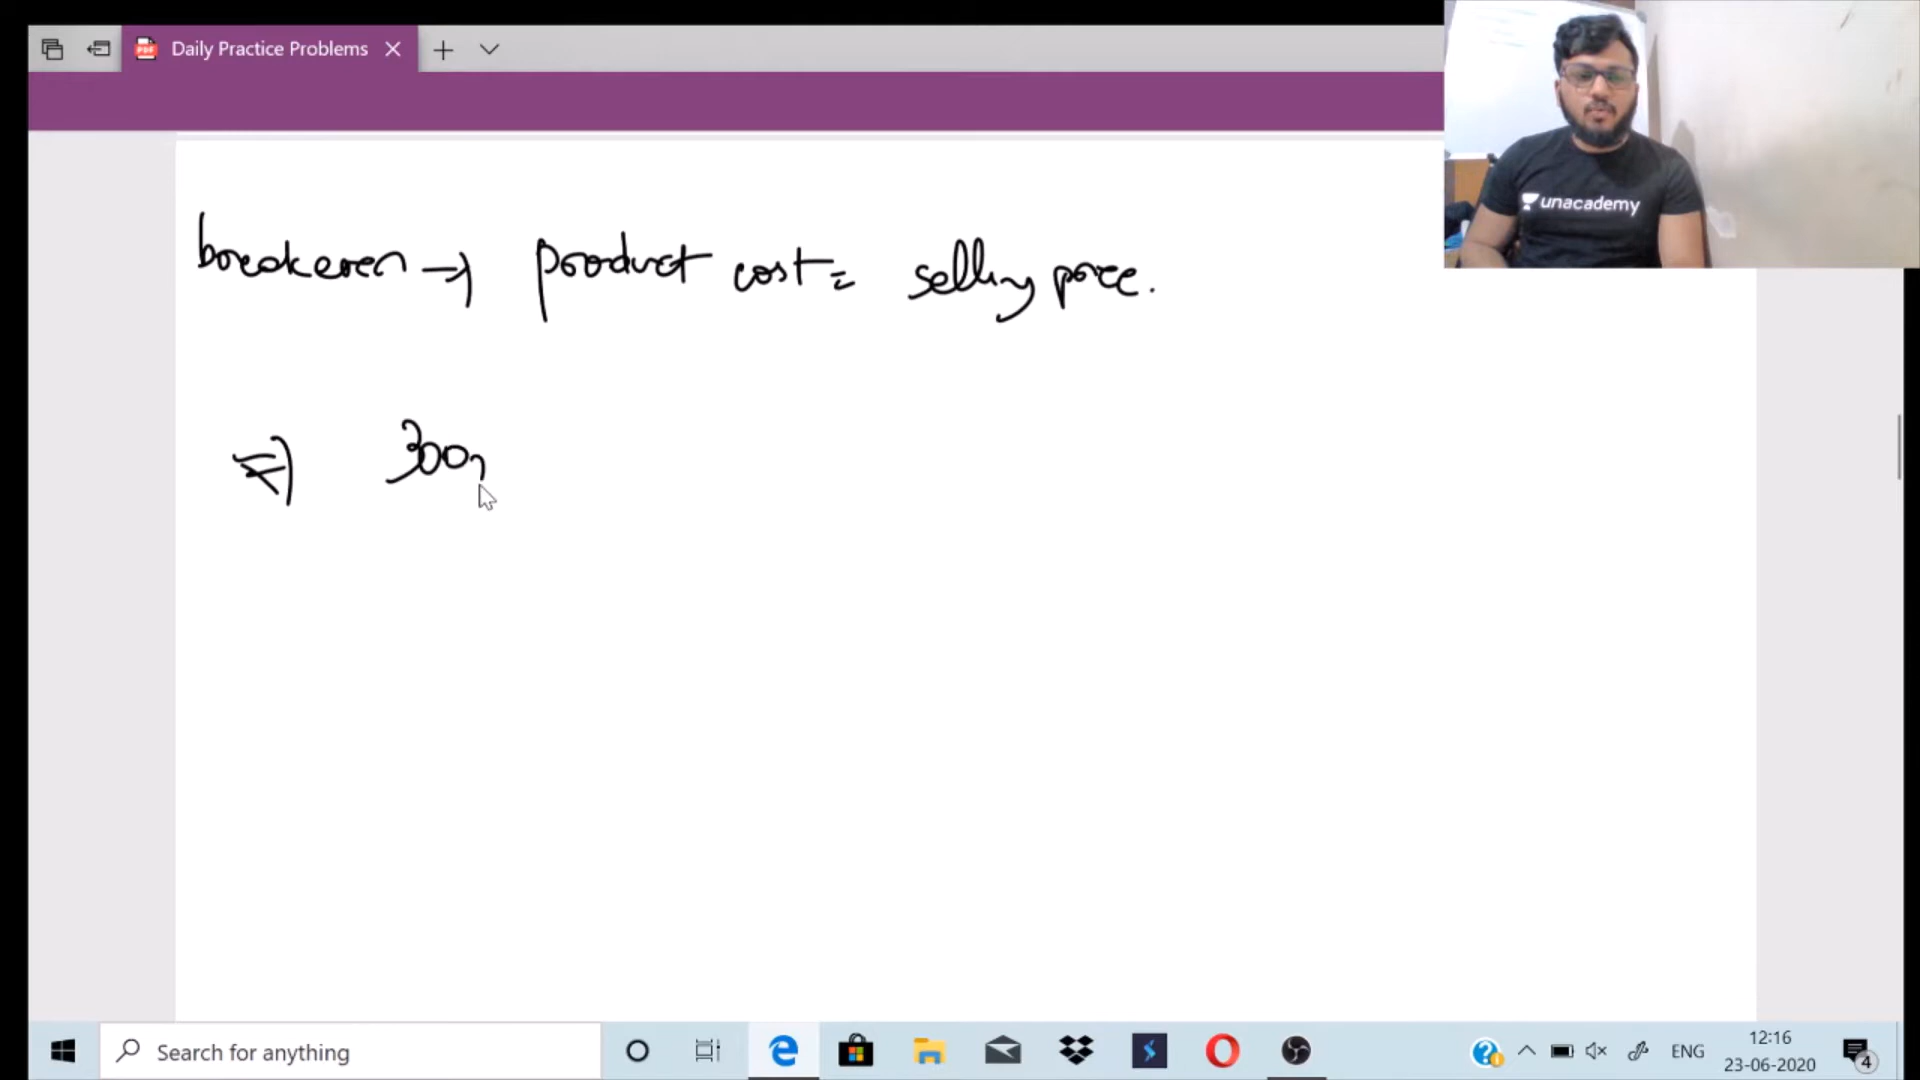 Daily Practice Problems
unacademy
breakeven → product cost = selling price.
⇒ 300
Search for anything
ENG
12:16
23-06-2020
4